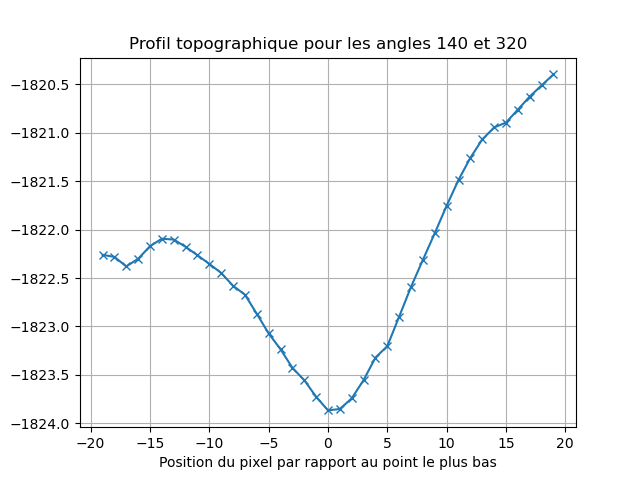 Profil topographique pour les angles 140 et 320
−1820.5
−1821.0
−1821.5
−1822.0
−1822.5
−1823.0
−1823.5
−1824.0
−20 −15 −10 −5 0 5 10 15 20
Position du pixel par rapport au point le plus bas